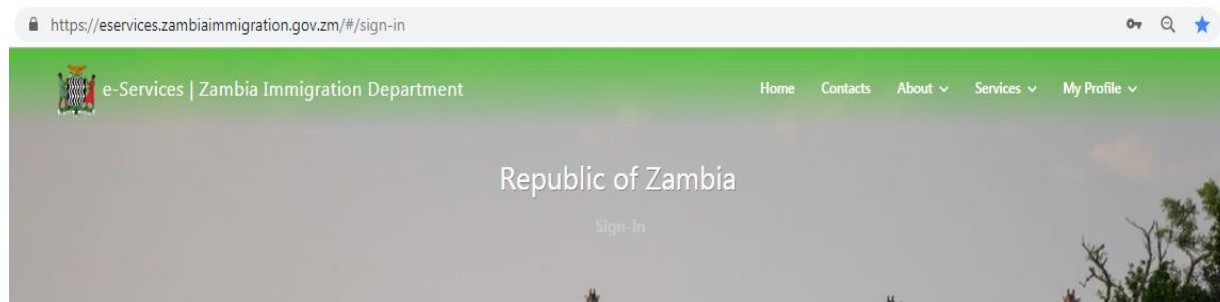 https://eservices.zambiaimmigration.gov.zm/#/sign-in
e-Services | Zambia Immigration Department Home Contacts About Services My Profile
Republic of Zambia
Sign-In